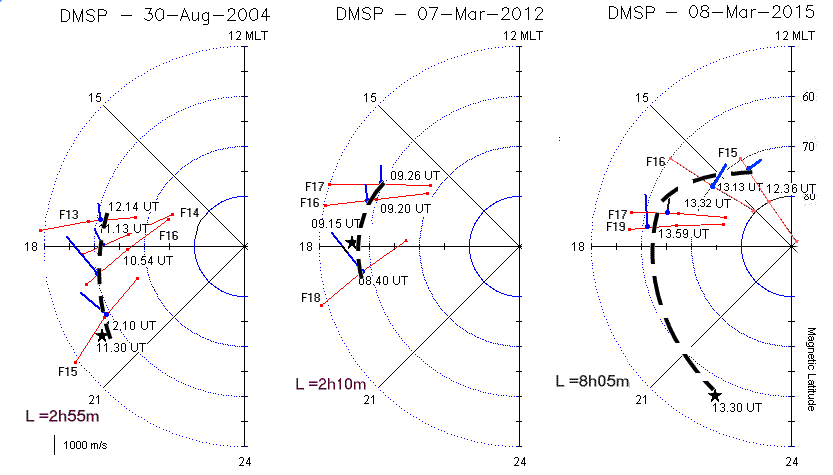 DMSP – 30–Aug–2004
12 MLT
15
F13
12.14 UT
F14
11.13 UT
F16
18
10.54 UT
2.10 UT
11.30 UT
F15
21
L =2h55m
1000 m/s
24
DMSP – 07–Mar–2012
12 MLT
15
F17
09.26 UT
F16
09.20 UT
09.15 UT
18
08.40 UT
F18
L =2h10m
21
24
DMSP – 08–Mar–2015
12 MLT
60
15
70
F15
F16
13.13 UT
12.36 UT
80
13.32 UT
F17
F19
13.59 UT
18
Magnetic Latitude
L =8h05m
13.30 UT
21
24